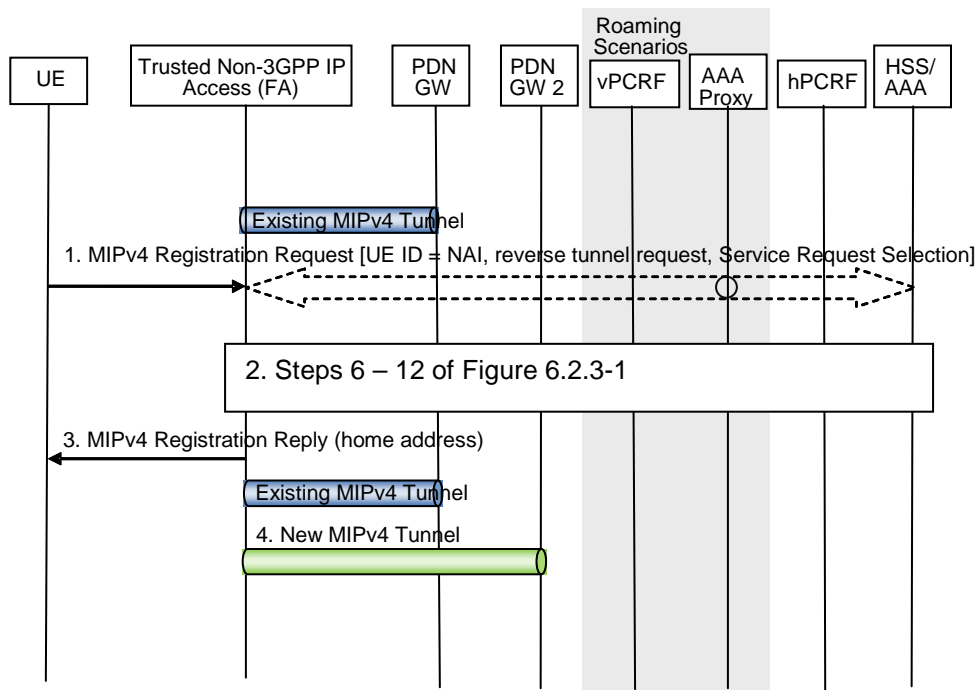 Roaming
Scenarios
UE
Trusted Non-3GPP IP
Access (FA)
PDN
GW
PDN
GW 2
vPCRF
AAA
Proxy
hPCRF
HSS/
AAA
Existing MIPv4 Tunnel
1. MIPv4 Registration Request [UE ID = NAI, reverse tunnel request, Service Request Selection]
2. Steps 6 – 12 of Figure 6.2.3-1
3. MIPv4 Registration Reply (home address)
Existing MIPv4 Tunnel
4. New MIPv4 Tunnel